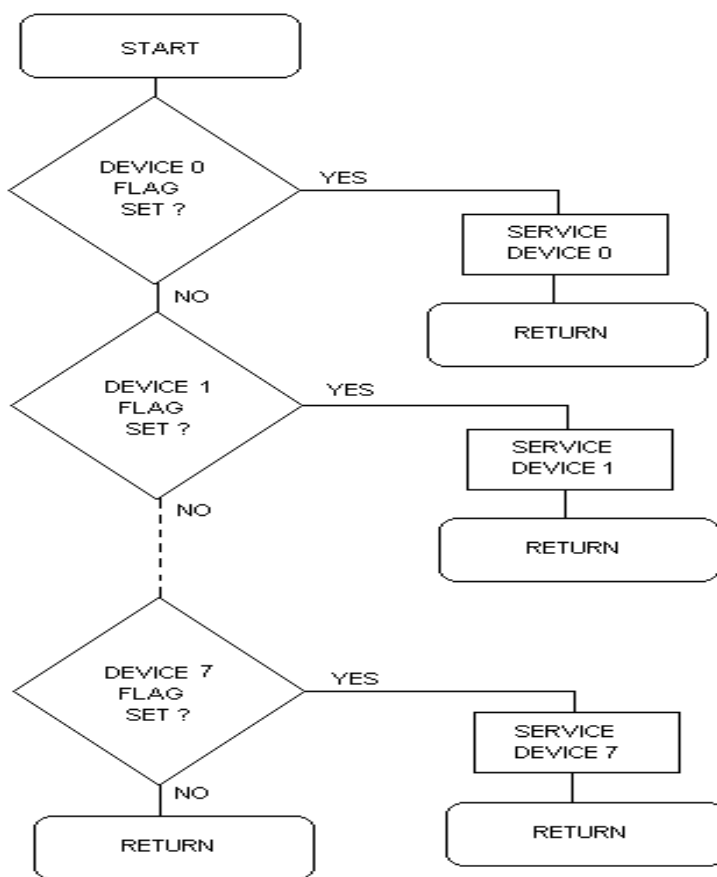 START
DEVICE 0
FLAG
SET ?
YES
SERVICE
DEVICE 0
RETURN
NO
DEVICE 1
FLAG
SET ?
YES
SERVICE
DEVICE 1
RETURN
NO
DEVICE 7
FLAG
SET ?
YES
SERVICE
DEVICE 7
RETURN
NO
RETURN